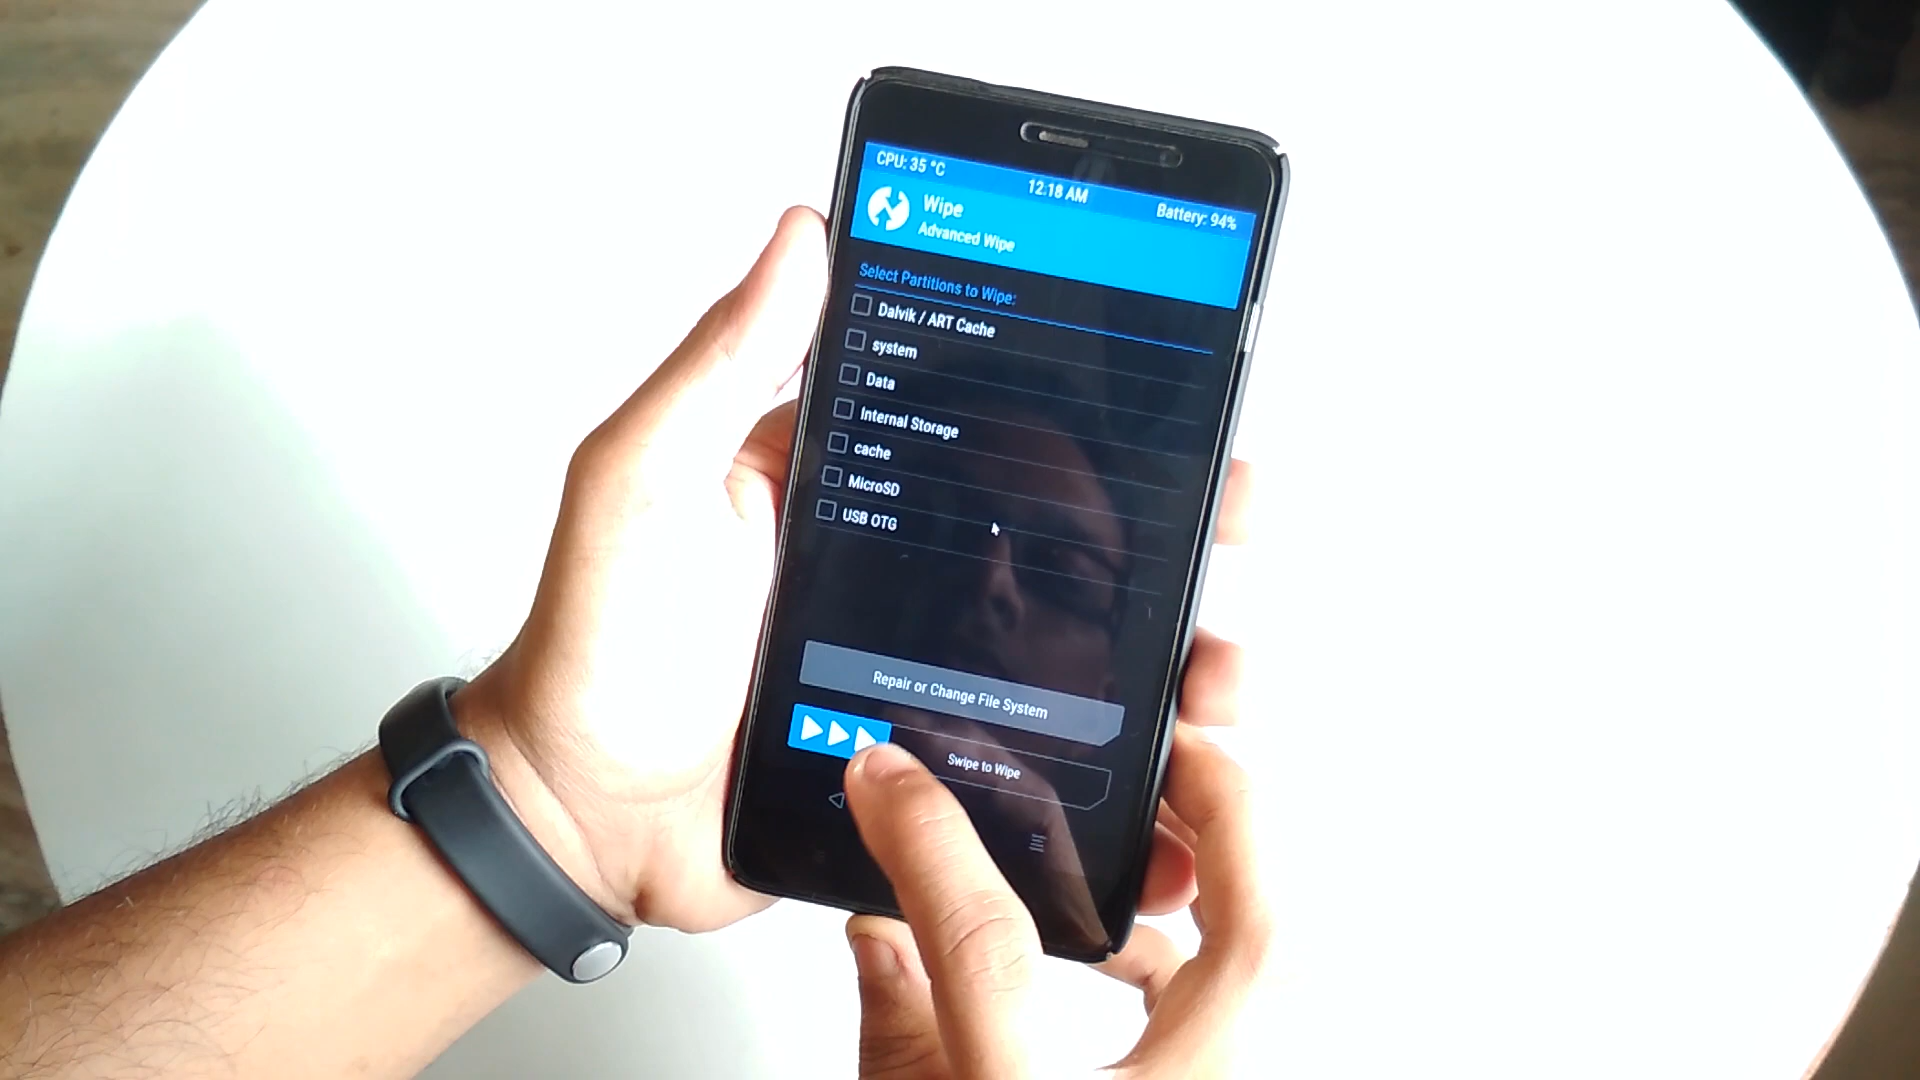 CPU: 35 °C
12:18 AM
Battery: 94%
Wipe
Advanced Wipe
Select Partitions to Wipe:
Dalvik / ART Cache
system
Data
Internal Storage
cache
MicroSD
USB OTG
Repair or Change File System
Swipe to Wipe